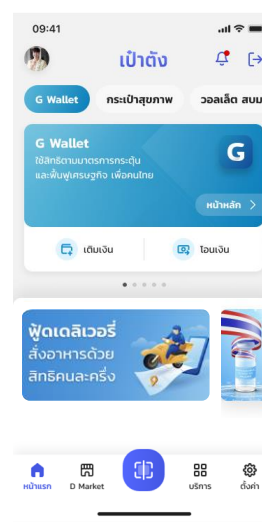 09:41
เป๋าตัง
G Wallet
กระเป๋าสุขภาพ
วอลเล็ต สบม
G Wallet
ใช้สิทธิตามมาตรการกระตุ้น
และฟื้นฟูเศรษฐกิจ เพื่อคนไทย
G
หน้าหลัก
เติมเงิน
โอนเงิน
ฟู้ดเดลิเวอรี่
สั่งอาหารด้วย
สิทธิคนละครึ่ง
หน้าแรก
D Market
บริการ
ตั้งค่า